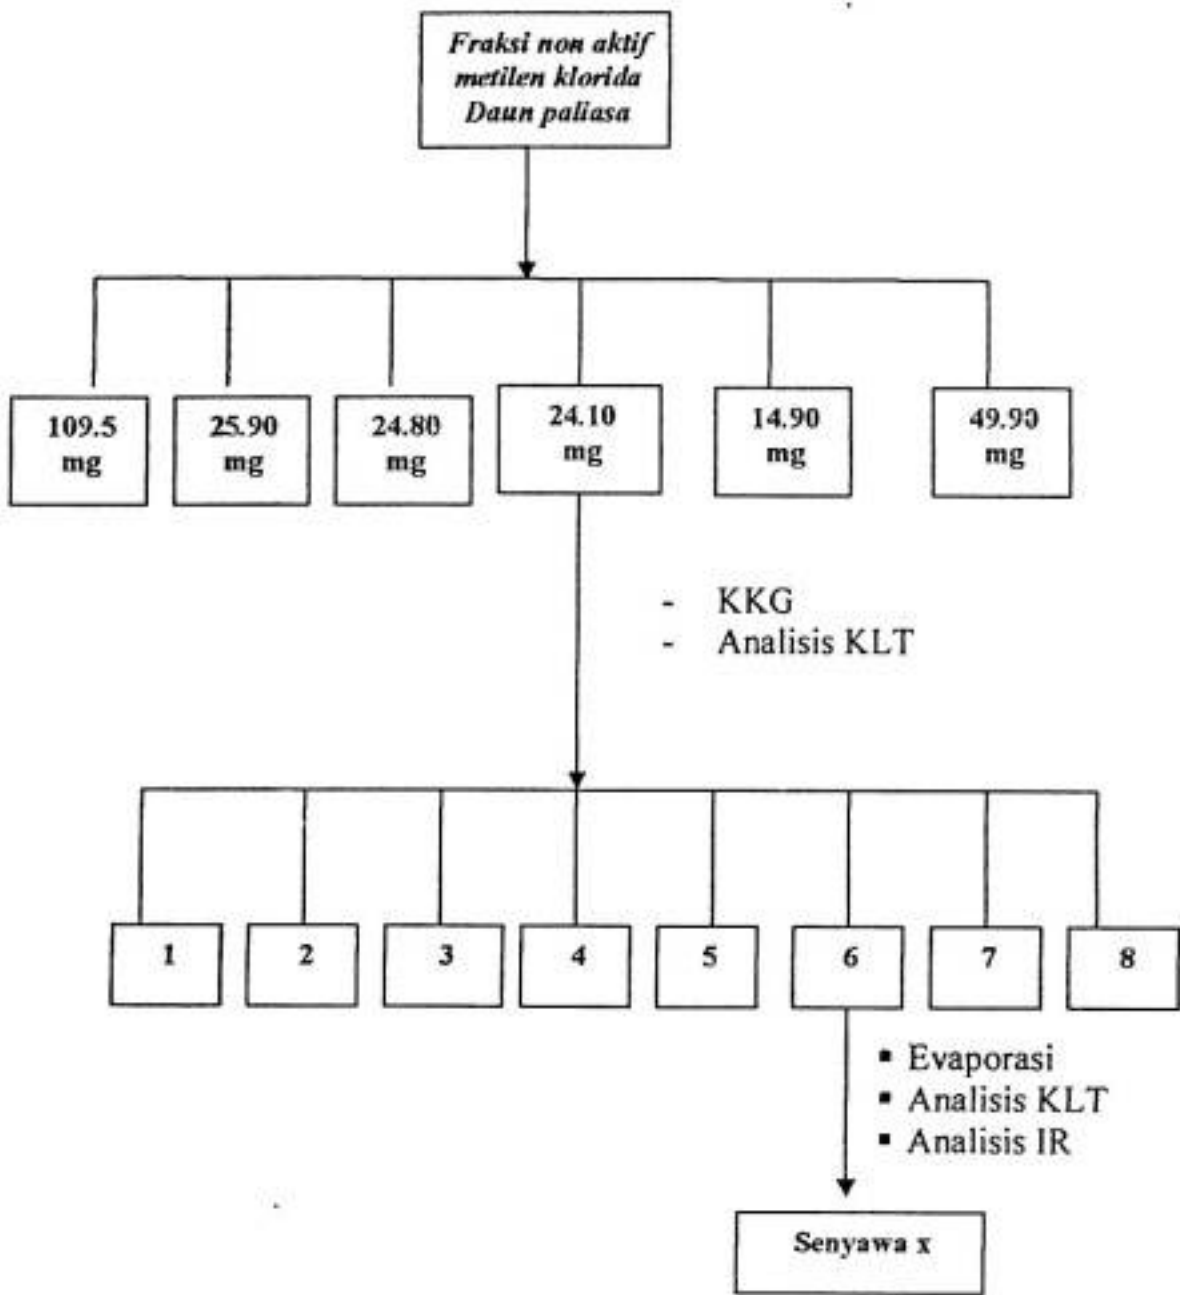 Fraksi non aktif
metilen klorida
Daun paliasa
109.5
mg
25.90
mg
24.80
mg
24.10
mg
14.90
mg
49.90
mg
- KKG
- Analisis KLT
1
2
3
4
5
6
7
8
▪ Evaporasi
▪ Analisis KLT
▪ Analisis IR
Senyawa x